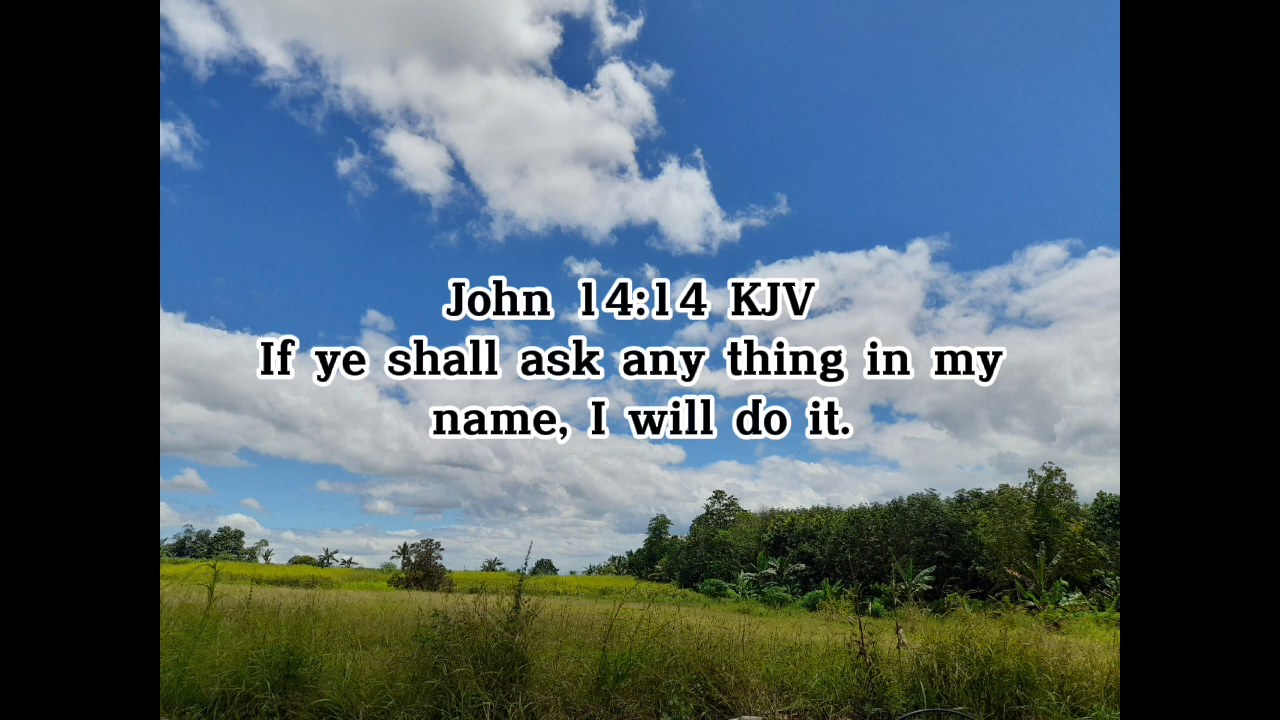 John 14:14 KJV
If ye shall ask any thing in my
name, I will do it.